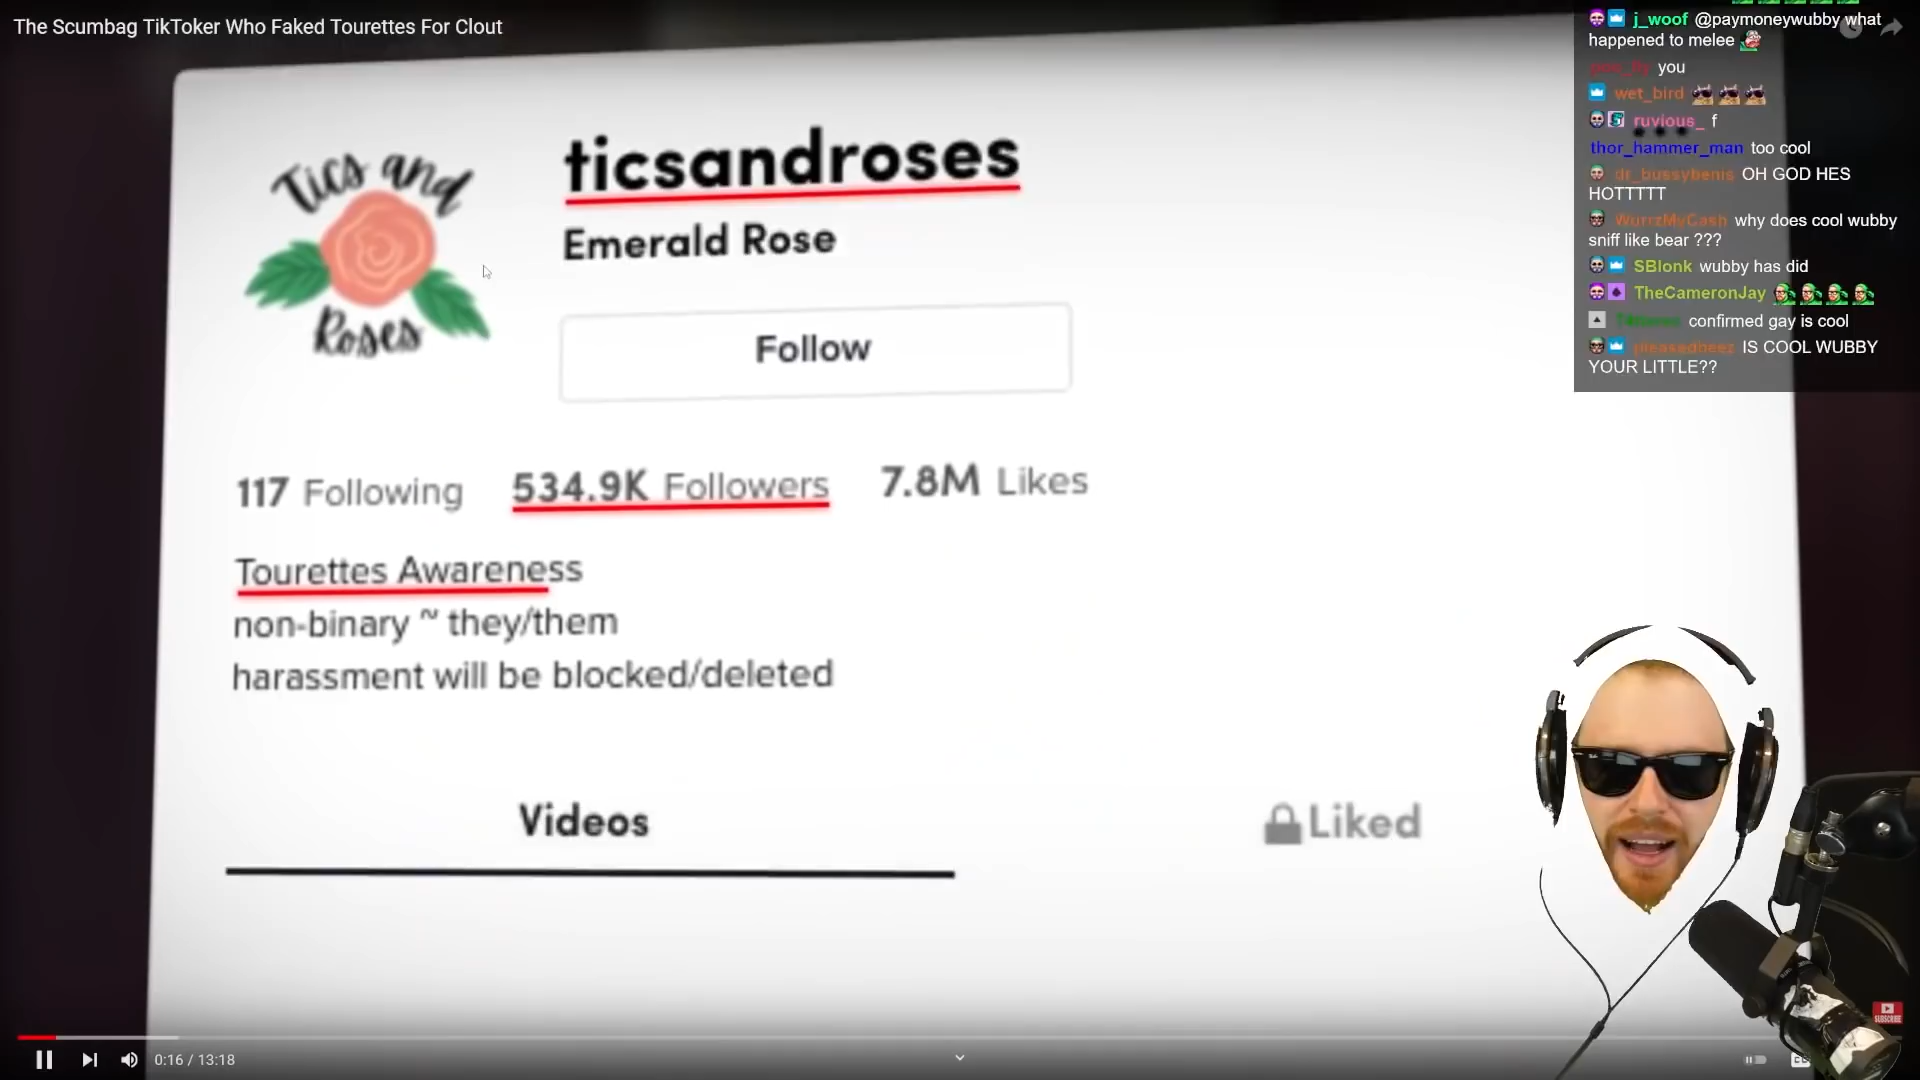 The Scumbag TikToker Who Faked Tourettes For Clout
Tics and
Roses
ticsandroses
Emerald Rose
Follow
117 Following 534.9K Followers 7.8M Likes
Tourettes Awareness
non-binary ~ they/them
harassment will be blocked/deleted
Videos
Liked
j_woof @paymoneywubby what
happened to melee
you
wet_bird
ruvious_ f
thor_hammer_man too cool
dr_bussybenis OH GOD HES
HOTTTTT
WurrzMyCash why does cool wubby
sniff like bear ???
SBlonk wubby has did
TheCameronJay
confirmed gay is cool
IS COOL WUBBY
YOUR LITTLE??
SUBSCRIBE
0:16 / 13:18